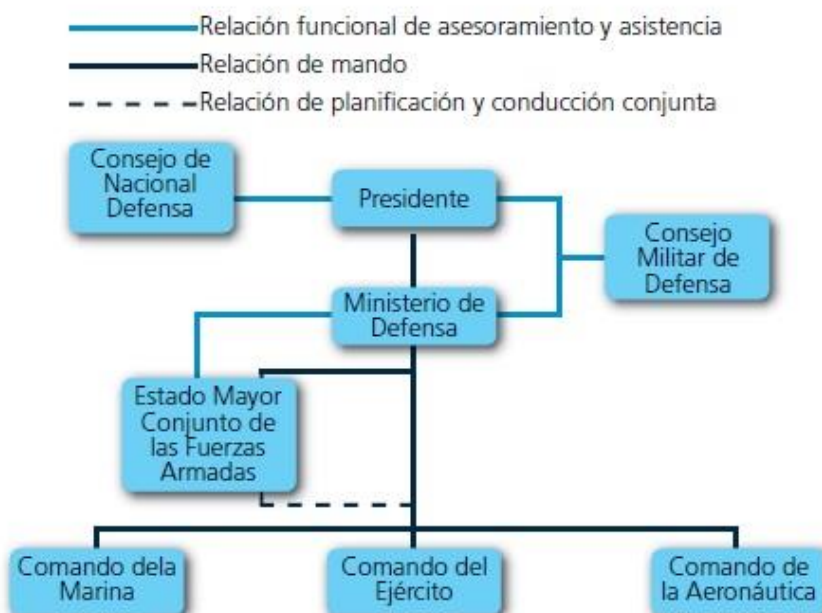 Relación funcional de asesoramiento y asistencia
Relación de mando
Relación de planificación y conducción conjunta
Consejo de
Nacional
Defensa
Presidente
Consejo
Militar de
Defensa
Ministerio de
Defensa
Estado Mayor
Conjunto de
las Fuerzas
Armadas
Comando dela
Marina
Comando del
Ejército
Comando de
la Aeronáutica